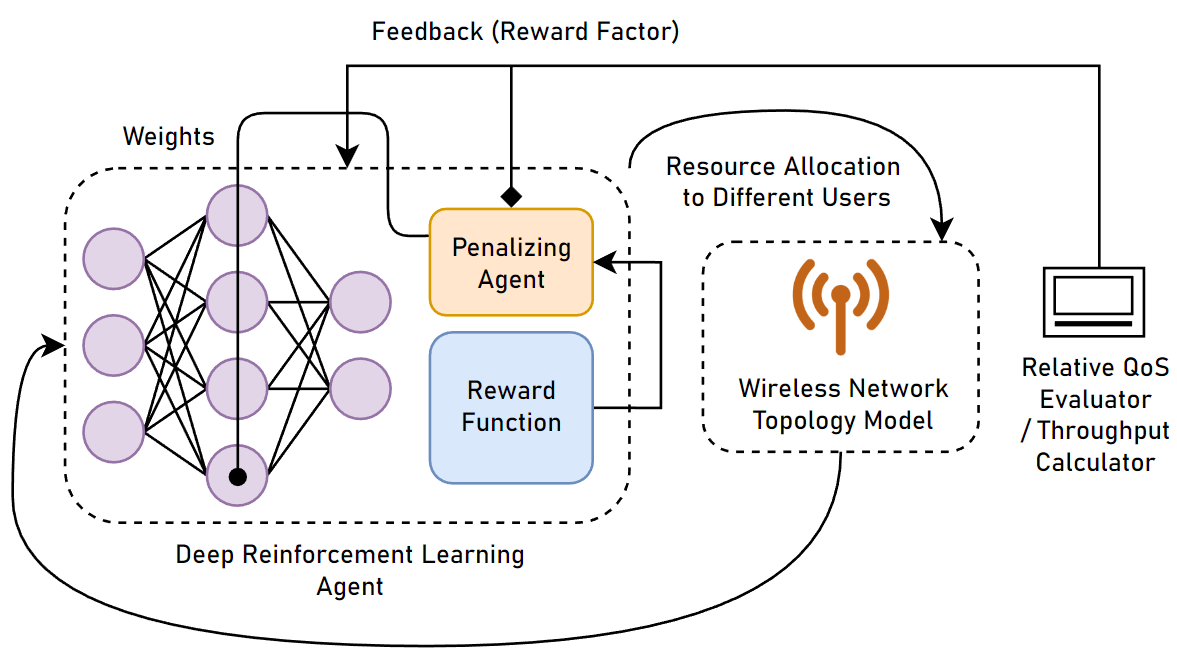 Feedback (Reward Factor)
Weights
Resource Allocation
to Different Users
Penalizing
Agent
Reward
Function
Wireless Network
Topology Model
Relative QoS
Evaluator
/ Throughput
Calculator
Deep Reinforcement Learning
Agent